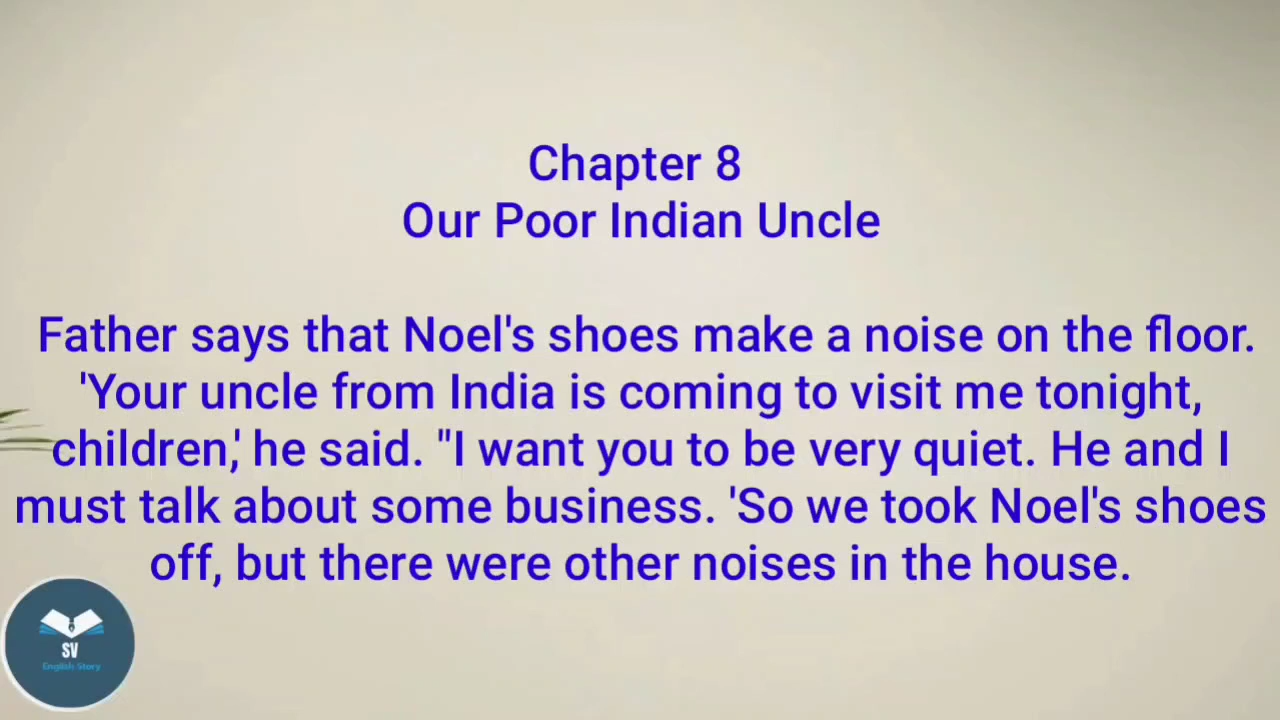 Chapter 8
Our Poor Indian Uncle
Father says that Noel's shoes make a noise on the floor.
'Your uncle from India is coming to visit me tonight,
children,' he said. "I want you to be very quiet. He and I
must talk about some business. 'So we took Noel's shoes
off, but there were other noises in the house.
SV
English Story